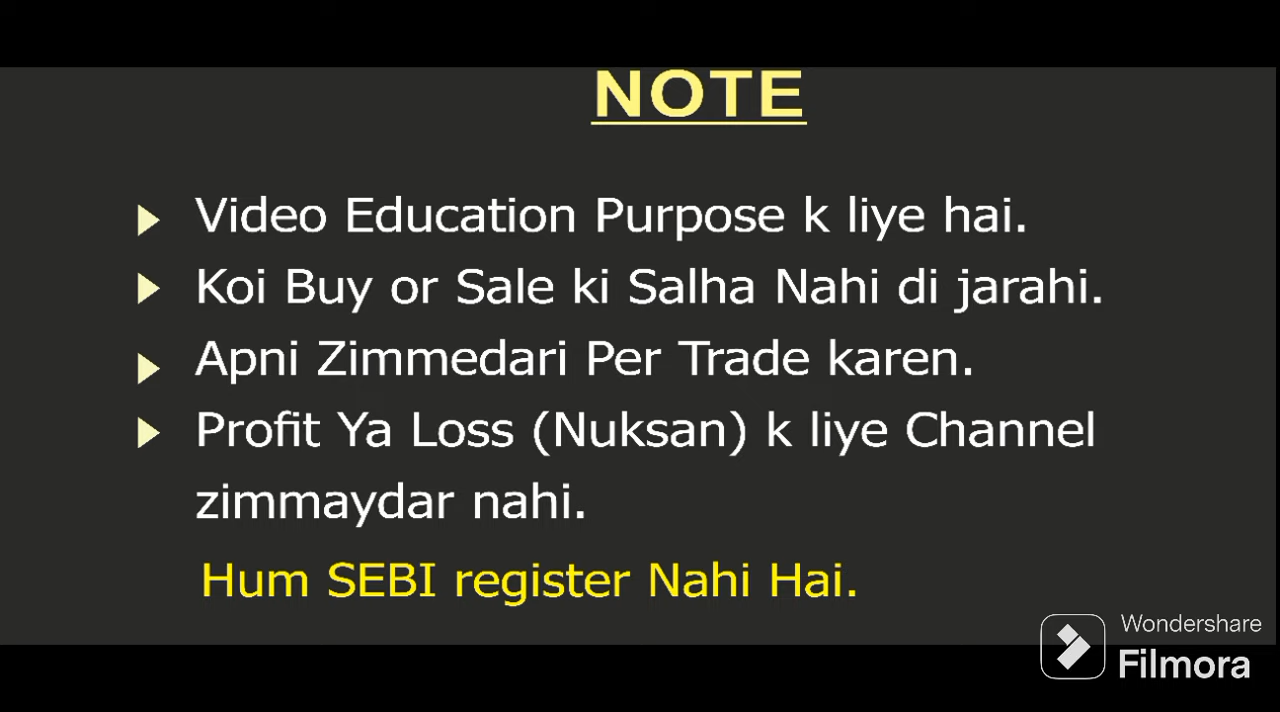 NOTE
Video Education Purpose k liye hai.
Koi Buy or Sale ki Salha Nahi di jarahi.
Apni Zimmedari Per Trade karen.
Profit Ya Loss (Nuksan) k liye Channel
zimmaydar nahi.
Hum SEBI register Nahi Hai.
Wondershare
Filmora